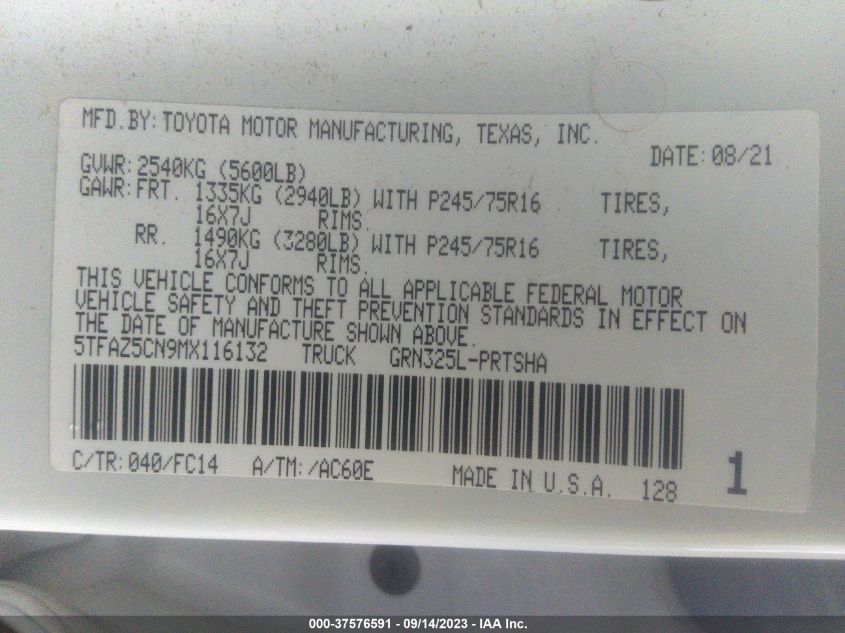 MFD.BY:TOYOTA MOTOR MANUFACTURING, TEXAS, INC.
DATE:08/21
GVWR:2540KG (5600LB)
GAWR:FRT. 1335KG (2940LB) WITH P245/75R16 TIRES,
16X7J RIMS.
RR. 1490KG (3280LB) WITH P245/75R16 TIRES,
16X7J RIMS.
THIS VEHICLE CONFORMS TO ALL APPLICABLE FEDERAL MOTOR
VEHICLE SAFETY AND THEFT PREVENTION STANDARDS IN EFFECT ON
THE DATE OF MANUFACTURE SHOWN ABOVE.
5TFAZ5CN9MX116132 TRUCK GRN325L-PRTSHA
C/TR:040/FC14 A/TM:/AC60E MADE IN U.S.A. 128 1
000-37576591 - 09/14/2023 - IAA Inc.